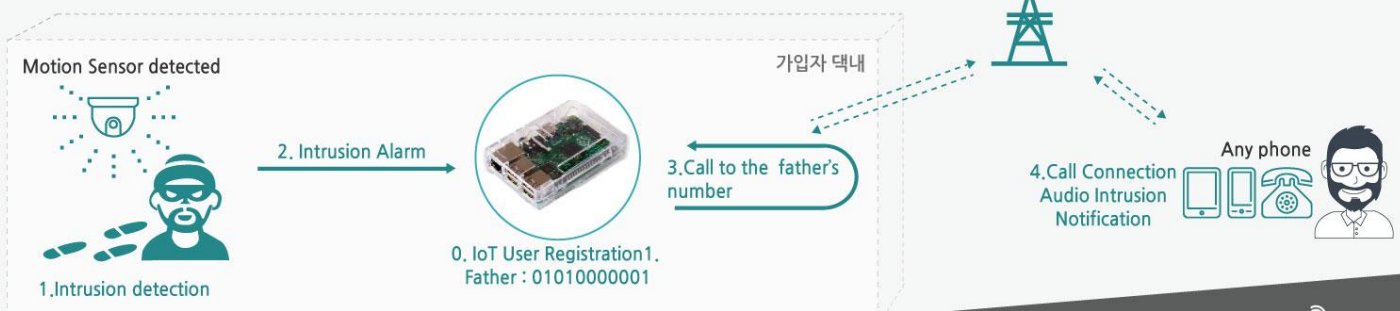 가입자 댁내
Motion Sensor detected
2. Intrusion Alarm
3.Call to the father's
number
Any phone
4.Call Connection
Audio Intrusion
Notification
0. IoT User Registration1.
Father : 01010000001
1.Intrusion detection